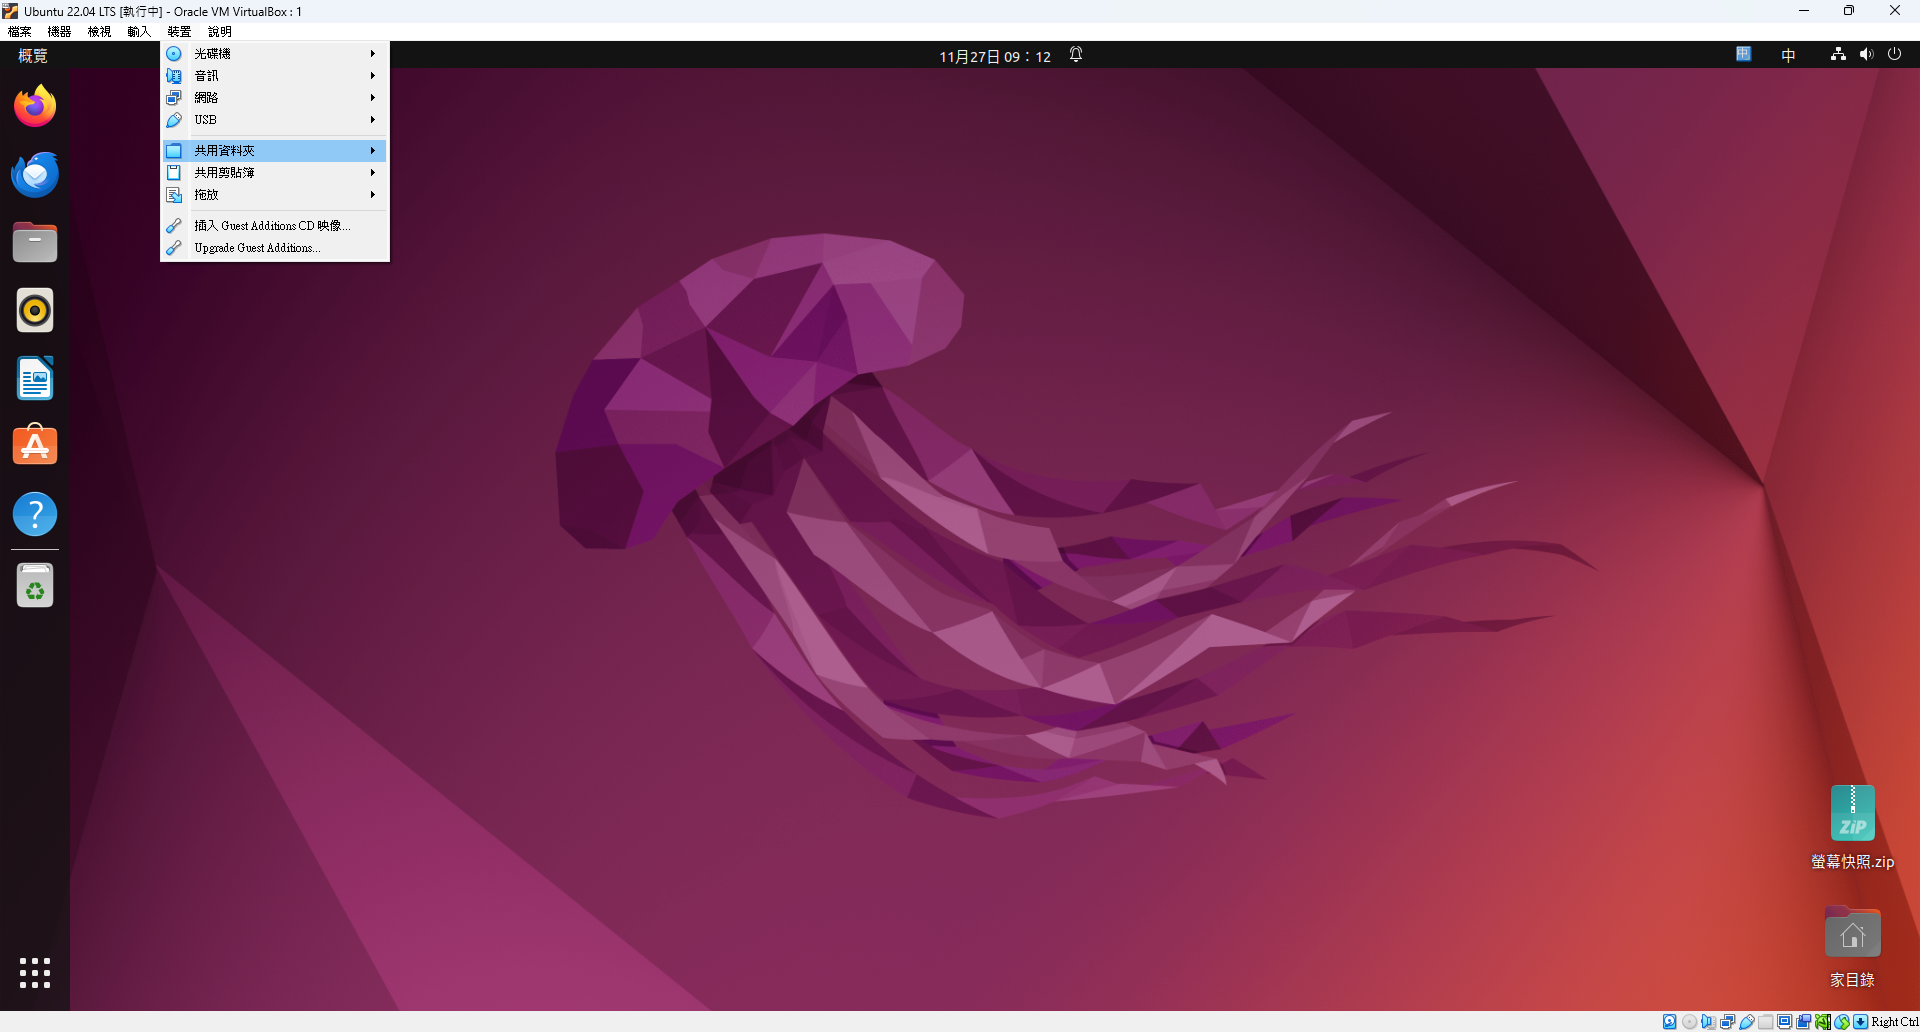 Ubuntu 22.04 LTS [執行中] - Oracle VM VirtualBox : 1
檔案 機器 檢視 輸入 裝置 說明
概覽 11月27日 09：12 中
光碟機
音訊
網路
USB
共用資料夾
共用剪貼簿
拖放
插入 Guest Additions CD 映像...
Upgrade Guest Additions...
ZiP
螢幕快照.zip
家目錄
Right Ctrl